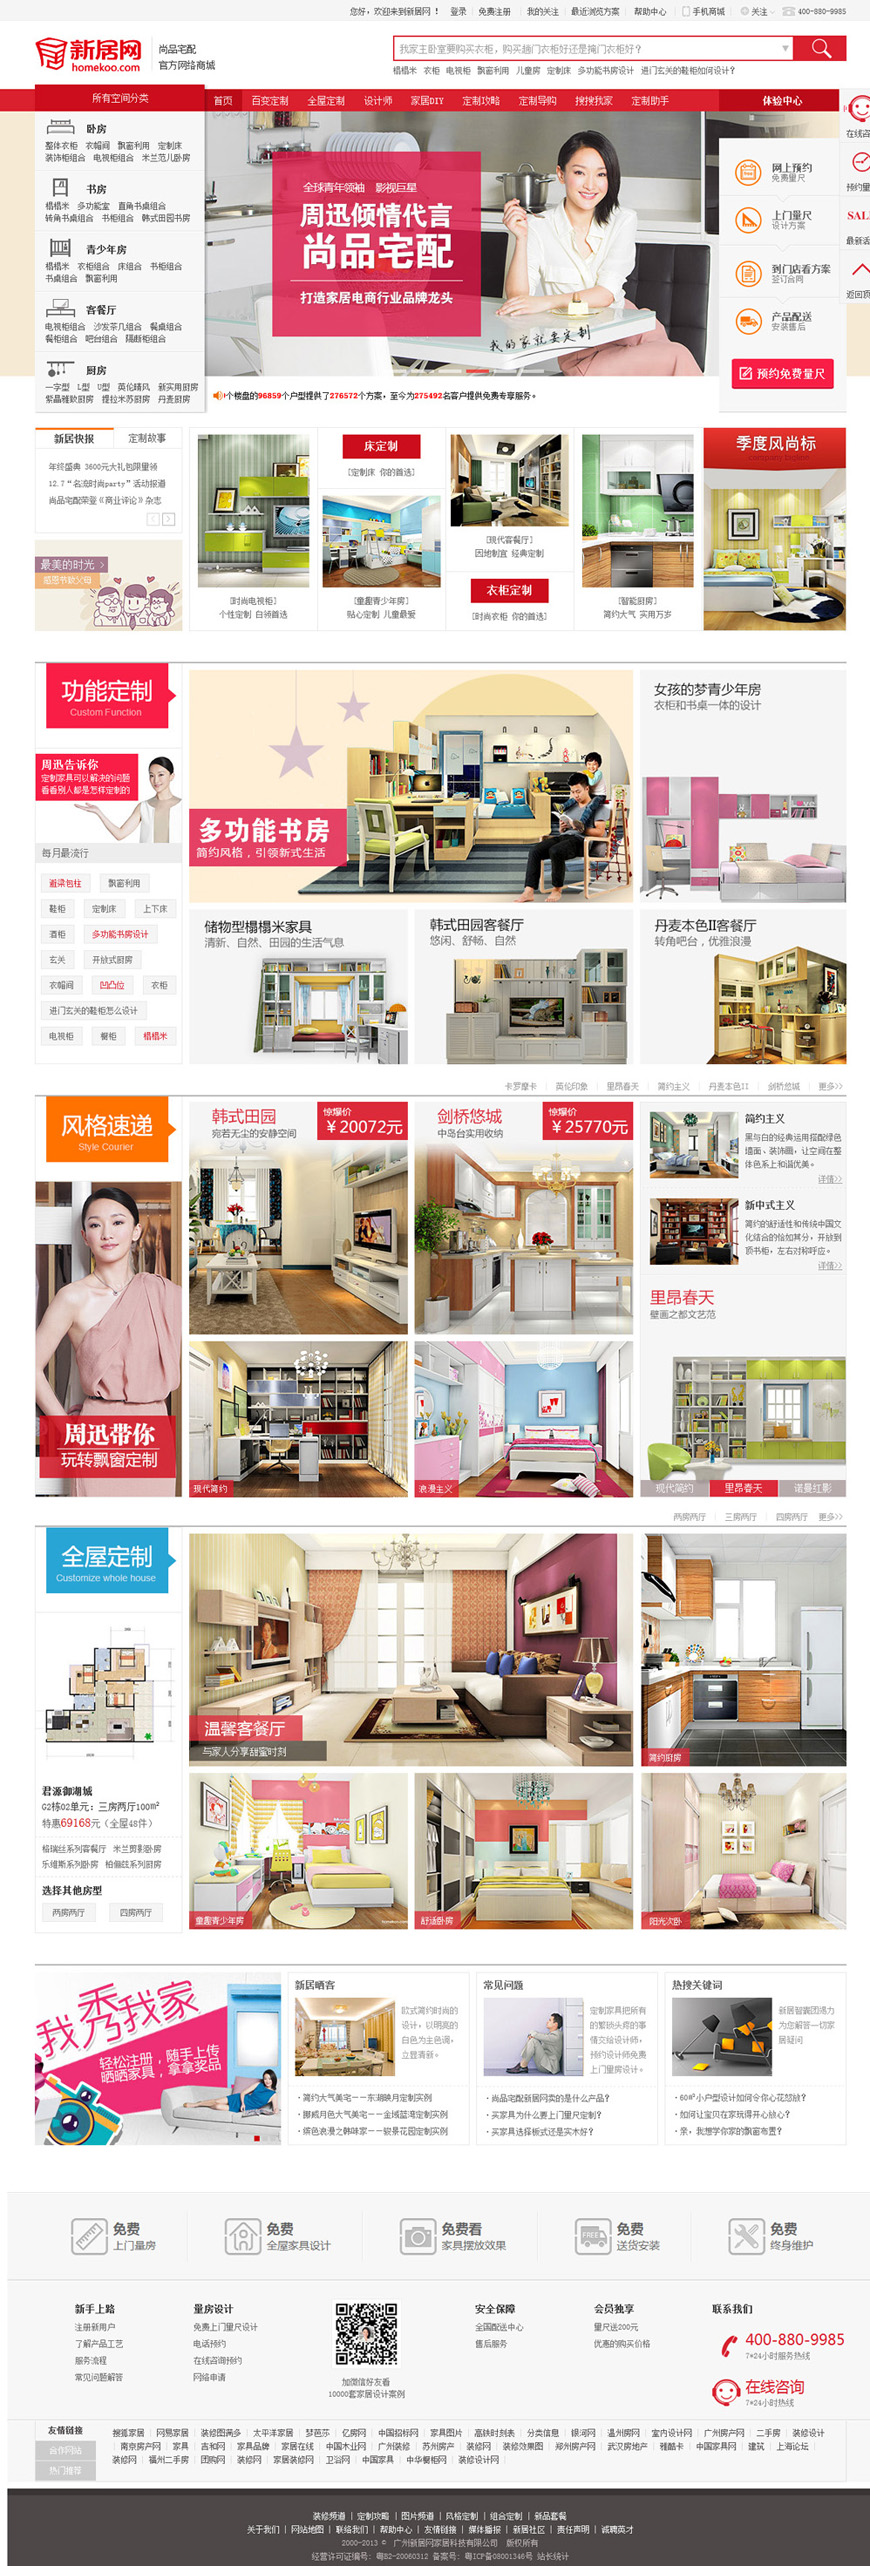 您好，欢迎来到新居网 ！ 登录 免费注册 我的关注 最近浏览方案 帮助中心 手机商城 关注 400-880-9985
新居网
homekoo.com
尚品宅配
官方网络商城
我家主卧室要购买衣柜，购买趟门衣柜好还是掩门衣柜好？
榻榻米 衣柜 电视柜 飘窗利用 儿童房 定制床 多功能书房设计 进门玄关的鞋柜如何设计？
所有空间分类 首页 百变定制 全屋定制 设计师 家居DIY 定制攻略 定制导购 搜搜我家 定制助手 体验中心
卧房
整体衣柜 衣帽间 飘窗利用 定制床
装饰柜组合 电视柜组合 米兰范儿卧房
书房
榻榻米 多功能室 直角书桌组合
转角书桌组合 书柜组合 韩式田园书房
青少年房
榻榻米 衣柜组合 床组合 书柜组合
书桌组合 飘窗利用
客餐厅
电视柜组合 沙发茶几组合 餐桌组合
餐柜组合 吧台组合 隔断柜组合
厨房
一字型 L型 U型 英伦晴风 新实用厨房
紫晶雅致厨房 提拉米苏厨房 丹麦厨房
全球青年领袖 影视巨星
周迅倾情代言
尚品宅配
打造家居电商行业品牌龙头
我的家就要定制
网上预约
免费量尺
上门量尺
设计方案
到门店看方案
签订合同
产品配送
安装售后
预约免费量尺
在线咨
预约量
SALE
最新活
返回顶
个楼盘的96859个户型提供了276572个方案，至今为275492名客户提供免费专享服务。
新居快报 定制故事
年终盛典 3600元大礼包限量领
12.7“名流时尚party”活动报道
尚品宅配荣登《商业评论》杂志
最美的时光
感恩节致父母
[时尚电视柜]
个性定制 白领首选
床定制
[定制床 你的首选]
[童趣青少年房]
贴心定制 儿童最爱
[现代客餐厅]
因地制宜 经典定制
衣柜定制
[时尚衣柜 你的首选]
[智能厨房]
简约大气 实用万岁
季度风尚标
功能定制
Custom Function
周迅告诉你
定制家具可以解决的问题
看看别人都是怎样定制的
每月最流行
避梁包柱 飘窗利用
鞋柜 定制床 上下床
酒柜 多功能书房设计
玄关 开放式厨房
衣帽间 凹凸位 衣柜
进门玄关的鞋柜怎么设计
电视柜 餐柜 榻榻米
多功能书房
简约风格，引领新式生活
女孩的梦青少年房
衣柜和书桌一体的设计
储物型榻榻米家具
清新、自然、田园的生活气息
韩式田园客餐厅
悠闲、舒畅、自然
丹麦本色II客餐厅
转角吧台，优雅浪漫
卡罗摩卡 英伦印象 里昂春天 简约主义 丹麦本色II 剑桥悠城 更多>>
风格速递
Style Courier
周迅带你
玩转飘窗定制
韩式田园
宛若无尘的安静空间
惊爆价
￥20072元
剑桥悠城
中岛台实用收纳
惊爆价
￥25770元
现代简约
浪漫主义
简约主义
黑与白的经典运用搭配绿色
墙面、装饰画，让空间在整
体色系上和谐优美。
详情>>
新中式主义
简约的舒适性和传统中国文
化结合的恰如其分，开放到
顶书柜，左右对称呼应。
详情>>
里昂春天
壁画之都文艺范
现代简约 里昂春天 诺曼红影
两房两厅 三房两厅 四房两厅 更多>>
全屋定制
Customize whole house
君源御湖城
G2栋02单元：三房两厅100m²
特惠69168元（全屋48件）
格瑞丝系列客餐厅 米兰剪影卧房
乐维斯系列卧房 柏俪兹系列厨房
选择其他房型
两房两厅 四房两厅
温馨客餐厅
与家人分享甜蜜时刻
简约厨房
童趣青少年房
舒适卧房
阳光次卧
我秀我家
轻松注册，随手上传
晒晒家具，拿拿奖品
新居晒客
欧式简约时尚的
设计，以明亮的
白色为主色调，
立显清新。
·简约大气美宅——东湖映月定制实例
·挪威月色大气美宅——金域蓝湾定制实例
·缤色浪漫之韩味家——骏景花园定制实例
常见问题
定制家具把所有
的繁锁头疼的事
情交给设计师，
预约设计师免费
上门量房设计。
·尚品宅配新居网卖的是什么产品？
·买家具为什么要上门量尺定制？
·买家具选择板式还是实木好？
热搜关键词
新居智囊团竭力
为您解答一切家
居疑问
·60m²小户型设计如何令你心花怒放？
·如何让宝贝在家玩得开心放心？
·亲，我想学你家的飘窗布置？
免费
上门量房
免费
全屋家具设计
免费看
家具摆放效果
FREE
免费
送货安装
免费
终身维护
新手上路
注册新用户
了解产品工艺
服务流程
常见问题解答
量房设计
免费上门量尺设计
电话预约
在线咨询预约
网络申请
加微信好友看
10000套家居设计案例
安全保障
全国配送中心
售后服务
会员独享
量尺送200元
优惠的购买价格
联系我们
400-880-9985
7*24小时服务热线
在线咨询
7*24小时热线
友情链接
合作网站
热门推荐
搜狐家居 网易家居 装修图满多 太平洋家居 梦芭莎 亿房网 中国招标网 家具图片 高铁时刻表 分类信息 银河网 温州房网 室内设计网 广州房产网 二手房 装修设计
南京房产网 家具 吉和网 家具品牌 家居在线 中国木业网 广州装修 苏州房产 装修网 装修效果图 郑州房产网 武汉房地产 雅酷卡 中国家具网 建筑 上海论坛
装修网 福州二手房 团购网 装修网 家居装修网 卫浴网 中国家具 中华橱柜网 装修设计网
装修频道 | 定制攻略 | 图片频道 | 风格定制 | 组合定制 | 新品套餐
关于我们 | 网站地图 | 联络我们 | 帮助中心 | 友情链接 | 媒体播报 | 新居社区 | 责任声明 | 诚聘英才
2000-2013 © 广州新居网家居科技有限公司 版权所有
经营许可证编号：粤B2-20060312 备案号：粤ICP备08001346号 站长统计